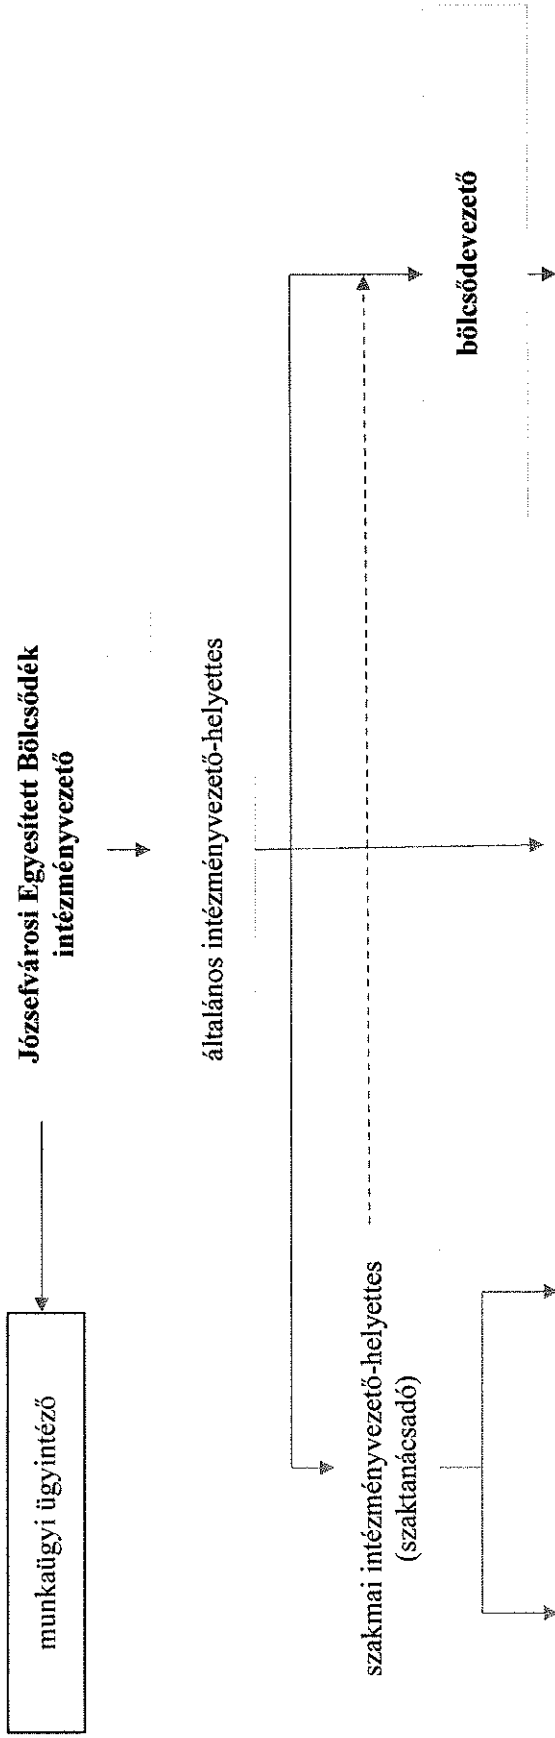 Józsefvárosi Egyesített Bölcsődék
intézményvezető
munkaügyi ügyintéző
általános intézményvezető-helyettes
szakmai intézményvezető-helyettes
(szaktanácsadó)
bölcsődevezető